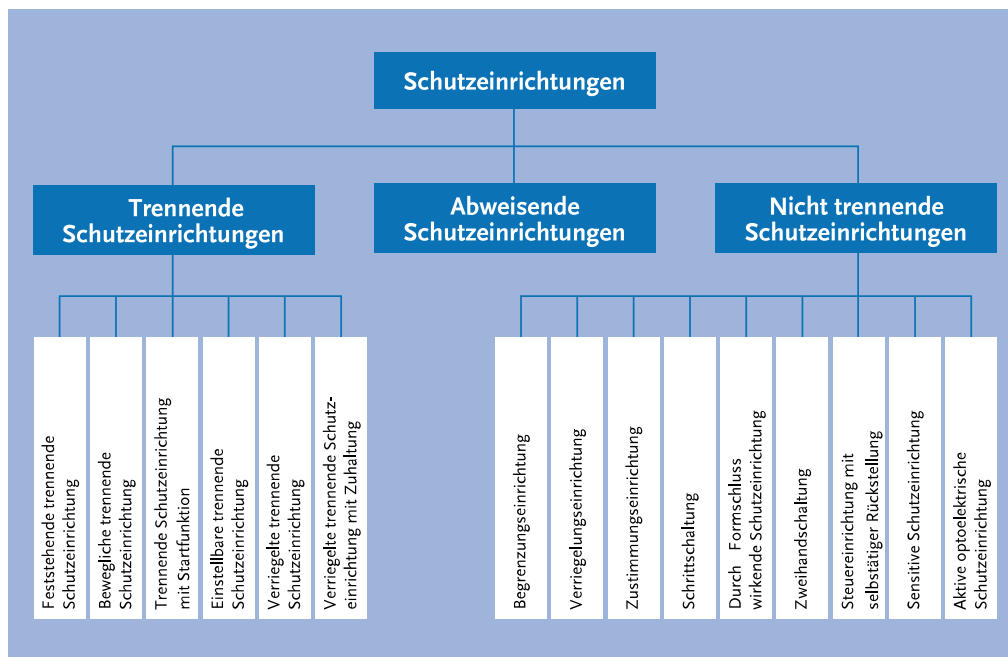 Schutzeinrichtungen
Trennende
Schutzeinrichtungen
Abweisende
Schutzeinrichtungen
Nicht trennende
Schutzeinrichtungen
Feststehende trennende
Schutzeinrichtung
Bewegliche trennende
Schutzeinrichtung
Trennende Schutzeinrichtung
mit Startfunktion
Einstellbare trennende
Schutzeinrichtung
Verriegelte trennende
Schutzeinrichtung
Verriegelte trennende Schutz-
einrichtung mit Zuhaltung
Begrenzungseinrichtung
Verriegelungseinrichtung
Zustimmungseinrichtung
Schrittschaltung
Durch Formschluss
wirkende Schutzeinrichtung
Zweihandschaltung
Steuereinrichtung mit
selbstätiger Rückstellung
Sensitive Schutzeinrichtung
Aktive optoelektrische
Schutzeinrichtung